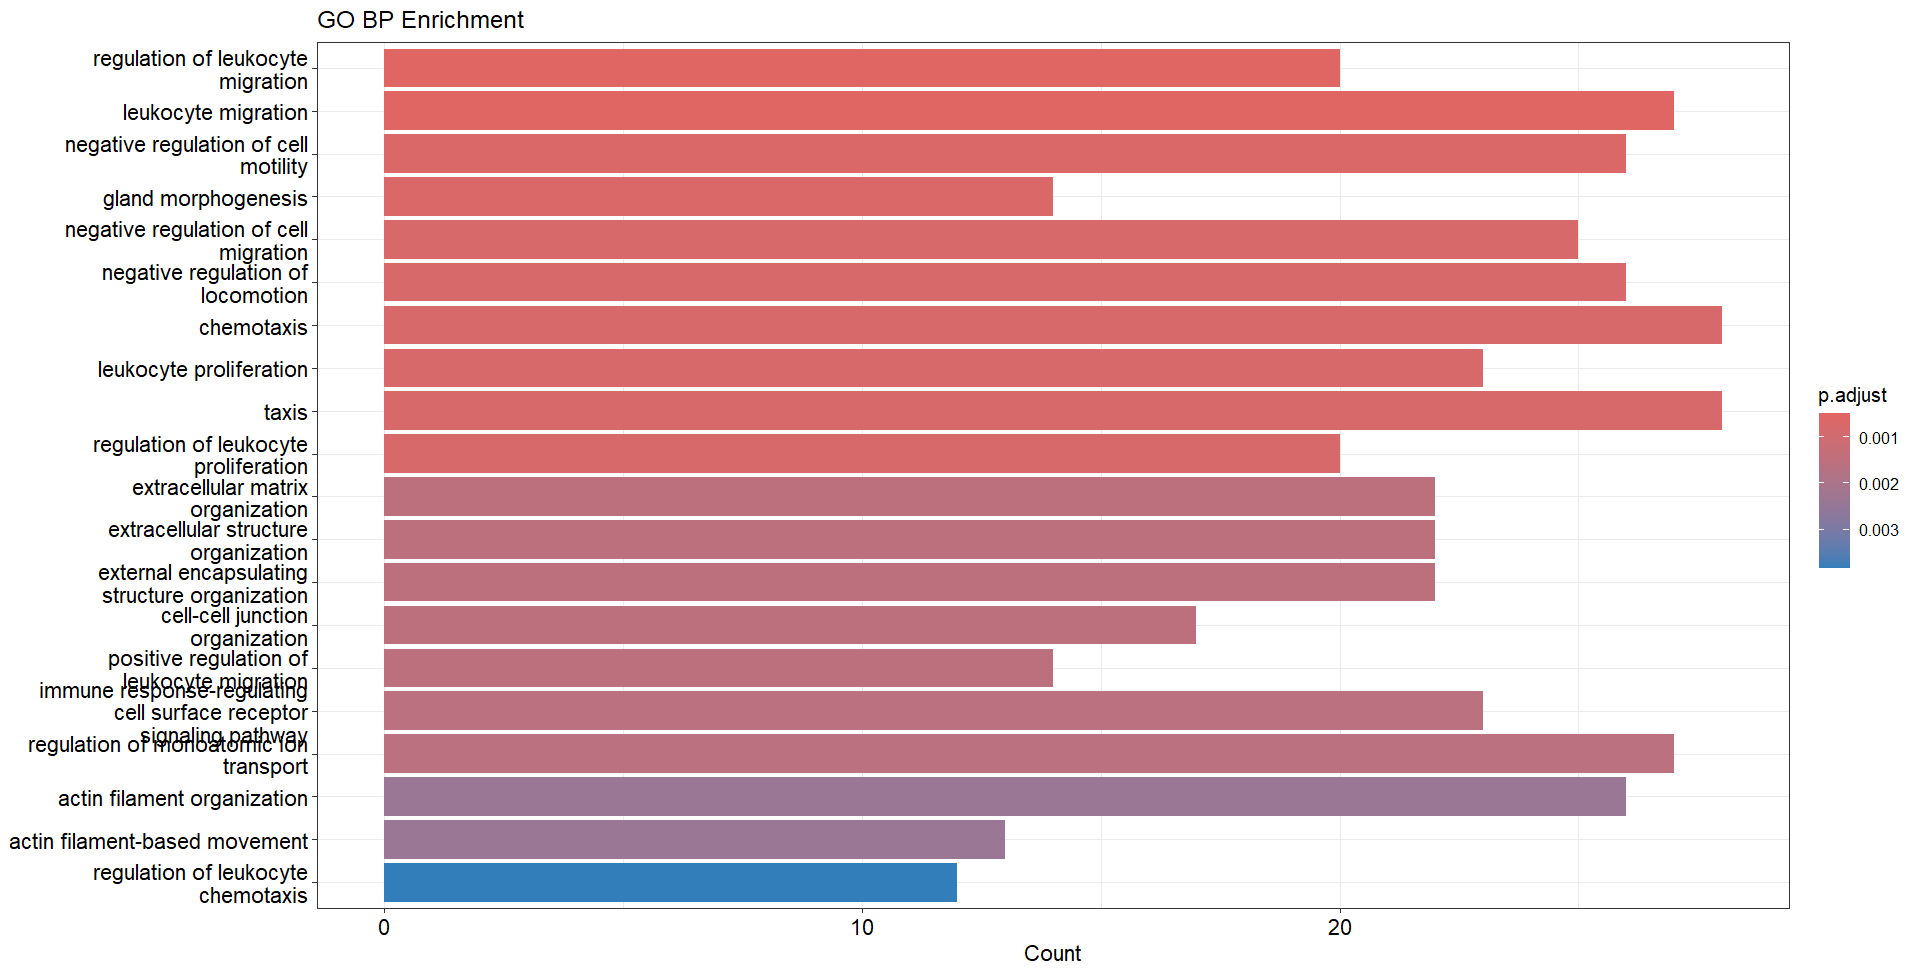 GO BP Enrichment
regulation of leukocyte
migration
leukocyte migration
negative regulation of cell
motility
gland morphogenesis
negative regulation of cell
migration
negative regulation of
locomotion
chemotaxis
leukocyte proliferation
taxis
regulation of leukocyte
proliferation
extracellular matrix
organization
extracellular structure
organization
external encapsulating
structure organization
cell-cell junction
organization
positive regulation of
leukocyte migration
immune response-regulating
cell surface receptor
signaling pathway
regulation of monoatomic ion
transport
actin filament organization
actin filament-based movement
regulation of leukocyte
chemotaxis
0 10 20
Count
p.adjust
0.001
0.002
0.003